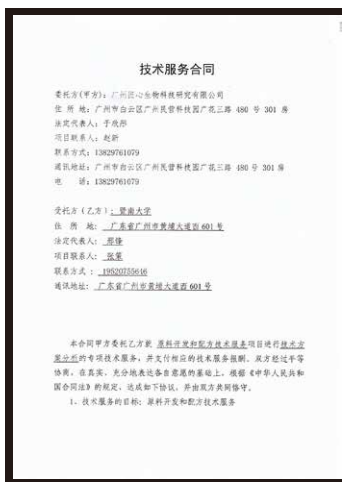 技术服务合同
委托方(甲方): 广州匠心生物科技研究有限公司
住 所 地: 广州市白云区广州民营科技园广花三路 480 号 301 房
法定代表人: 于
项目联系人: 赵新
联系方式: 13829761079
通讯地址: 广州市白云区广州民营科技园广花三路 480 号 301 房
电 话: 13829761079
受托方(乙方): 暨南大学
住 所 地: 广东省广州市黄埔大道西 601 号
法定代表人: 邢锋
项目联系人: 张
联系方式: 19520755646
通讯地址: 广东省广州市黄埔大道西 601 号
本合同甲方委托乙方就 原料开发和配方技术服务项目进行技术方
案分析的专项技术服务,并支付相应的技术服务报酬。双方经过平等
协商,在真实、充分地表达各自意愿的基础上,根据《中华人民共和
国合同法》的规定,达成如下协议,并由双方共同恪守。
1、技术服务的目标: 原料开发和配方技术服务